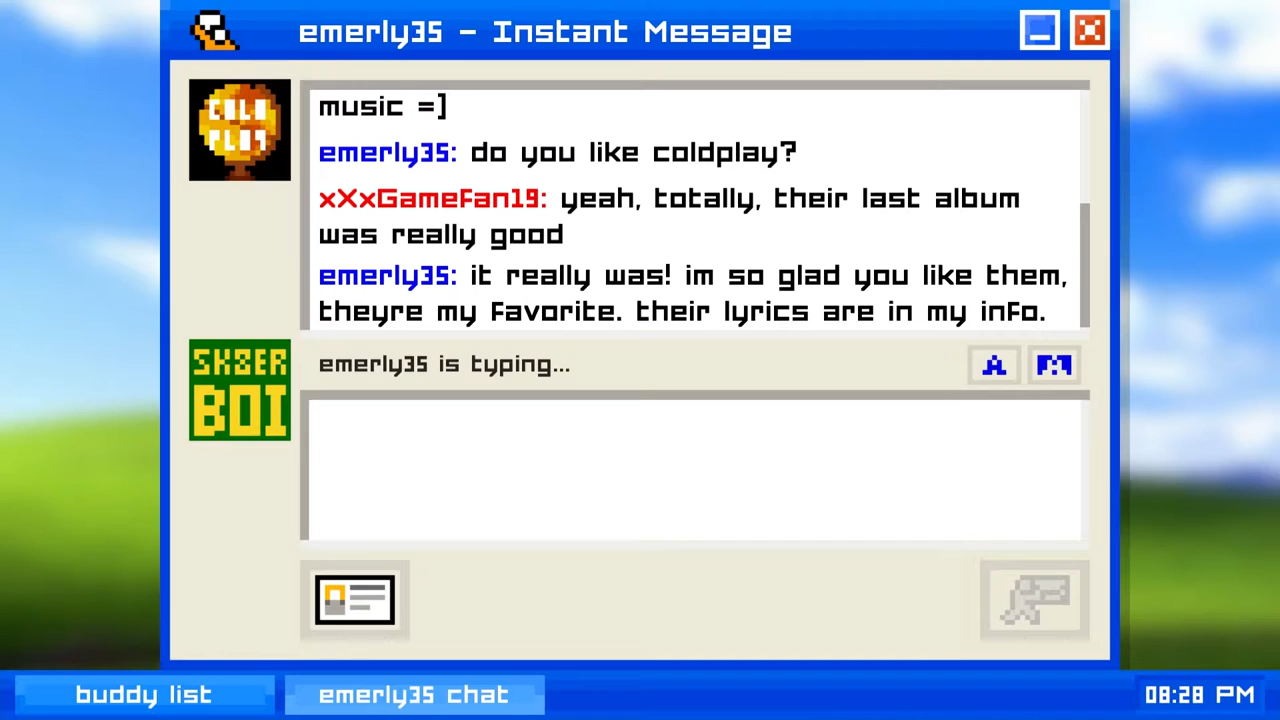 emerly35 - Instant Message
COLD
PLAY
music =]
emerly35: do you like coldplay?
xXxGameFan19: yeah, totally, their last album
was really good
emerly35: it really was! im so glad you like them,
theyre my favorite. their lyrics are in my info.
SK8ER
BOI
emerly35 is typing...
A
buddy list
emerly35 chat
08:28 PM